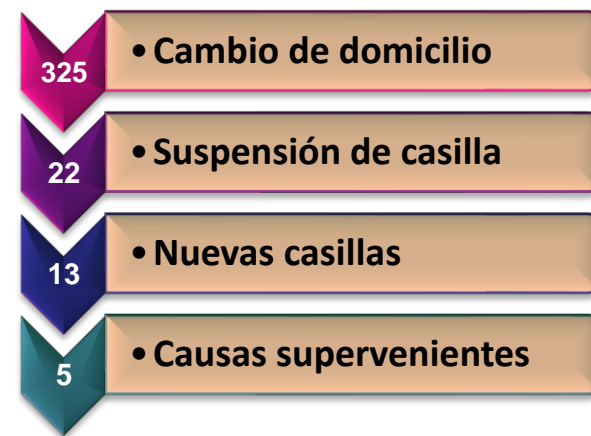 325
• Cambio de domicilio
22
• Suspensión de casilla
13
• Nuevas casillas
5
• Causas supervenientes